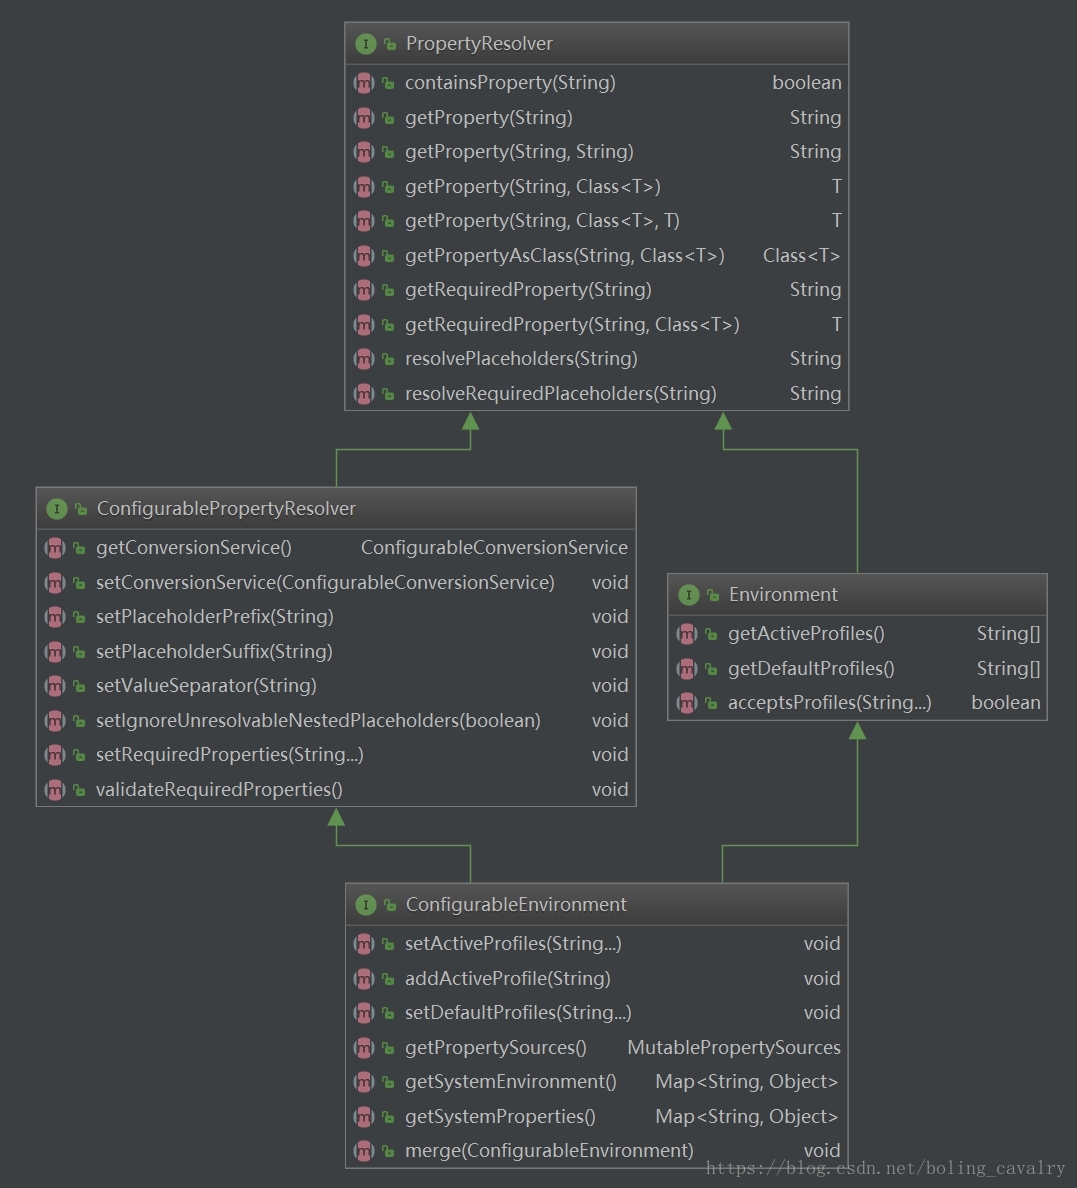 PropertyResolver
containsProperty(String) boolean
getProperty(String) String
getProperty(String, String) String
getProperty(String, Class<T>) T
getProperty(String, Class<T>, T) T
getPropertyAsClass(String, Class<T>) Class<T>
getRequiredProperty(String) String
getRequiredProperty(String, Class<T>) T
resolvePlaceholders(String) String
resolveRequiredPlaceholders(String) String
ConfigurablePropertyResolver
getConversionService() ConfigurableConversionService
setConversionService(ConfigurableConversionService) void
setPlaceholderPrefix(String) void
setPlaceholderSuffix(String) void
setValueSeparator(String) void
setIgnoreUnresolvableNestedPlaceholders(boolean) void
setRequiredProperties(String...) void
validateRequiredProperties() void
Environment
getActiveProfiles() String[]
getDefaultProfiles() String[]
acceptsProfiles(String...) boolean
ConfigurableEnvironment
setActiveProfiles(String...) void
addActiveProfile(String) void
setDefaultProfiles(String...) void
getPropertySources() MutablePropertySources
getSystemEnvironment() Map<String, Object>
getSystemProperties() Map<String, Object>
merge(ConfigurableEnvironment) void
https://blog.csdn.net/boling_cavalry